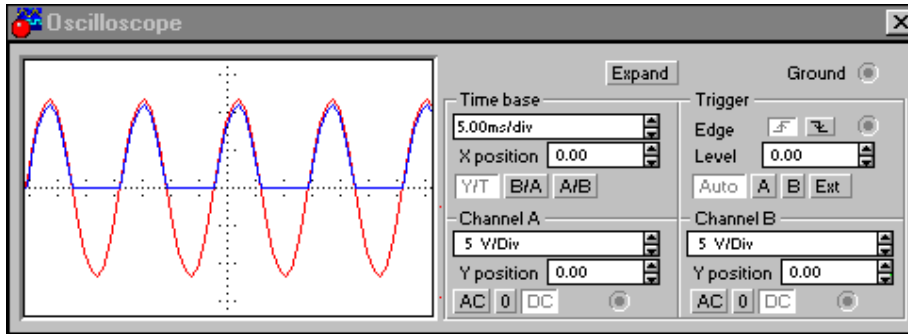 Oscilloscope
Expand
Ground
Time base
5.00ms/div
X position 0.00
Y/T B/A A/B
Trigger
Edge
Level 0.00
Auto A B Ext
Channel A
5 V/Div
Y position 0.00
AC 0 DC
Channel B
5 V/Div
Y position 0.00
AC 0 DC